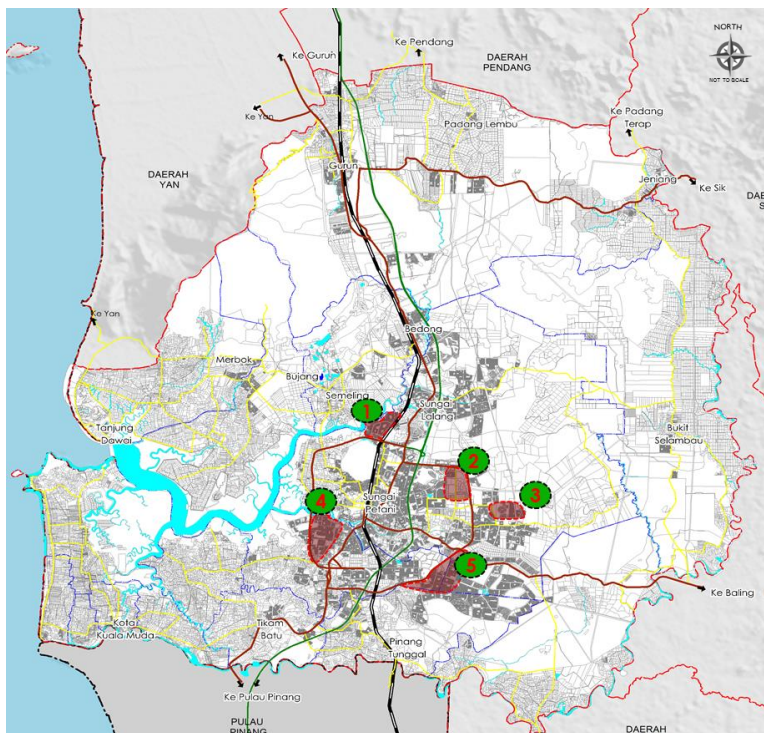 NORTH
NOT TO SCALE
Ke Pendang
DAERAH
PENDANG
Ke Gurun
Ke Yan
Ke Padang
Terap
Padang Lembu
Gurun
Jeniang
Ke Sik
DAERAH
YAN
Ke Yan
Bedong
Merbok
Bujang
Semeling
1
Sungai
Lalang
Tanjung
Dawai
Bukit
Selambau
2
3
4
Sungai
Petani
5
Ke Baling
Kota
Kuala Muda
Tikam
Batu
Pinang
Tunggal
Ke Pulau Pinang
PULAU
PINANG
DAERAH